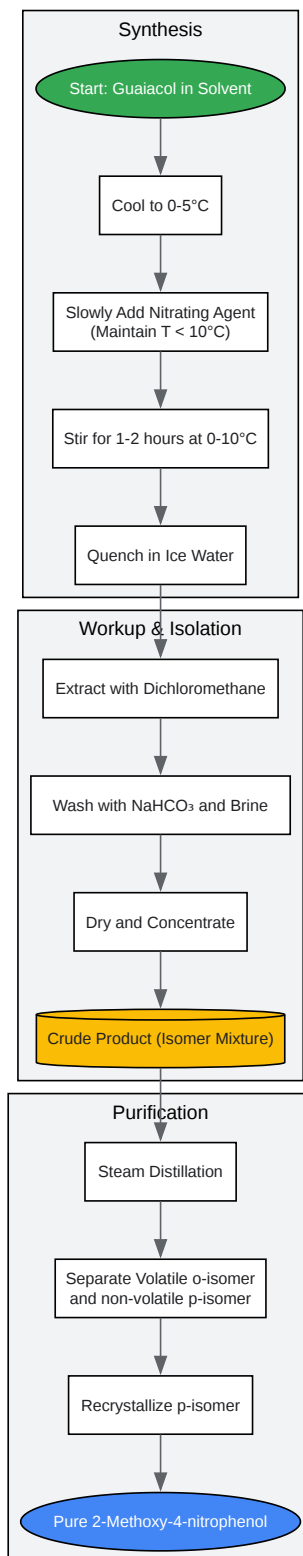 Synthesis
Start: Guaiacol in Solvent
Cool to 0-5°C
Slowly Add Nitrating Agent
(Maintain T < 10°C)
Stir for 1-2 hours at 0-10°C
Quench in Ice Water
Workup & Isolation
Extract with Dichloromethane
Wash with NaHCO₃ and Brine
Dry and Concentrate
Crude Product (Isomer Mixture)
Purification
Steam Distillation
Separate Volatile o-isomer
and non-volatile p-isomer
Recrystallize p-isomer
Pure 2-Methoxy-4-nitrophenol